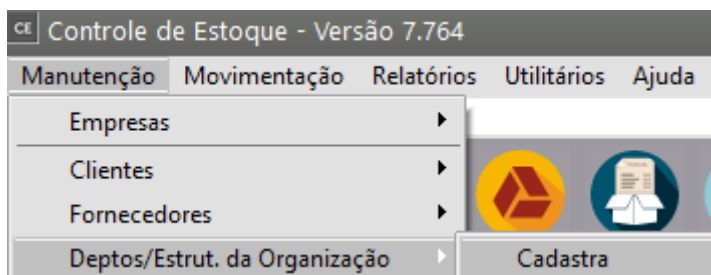 CE Controle de Estoque - Versão 7.764
Manutenção Movimentação Relatórios Utilitários Ajuda
Empresas
Clientes
Fornecedores
Deptos/Estrut. da Organização Cadastra